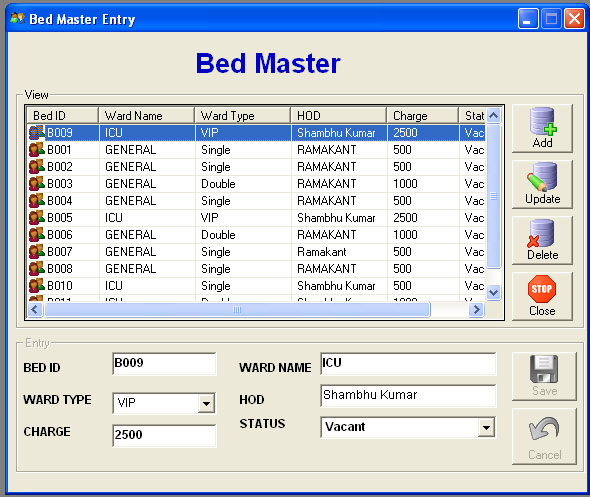 Bed Master Entry
Bed Master
View
Bed ID Ward Name Ward Type HOD Charge Stat
B009 ICU VIP Shambhu Kumar 2500 Vac
B001 GENERAL Single RAMAKANT 500 Vac
B002 GENERAL Single RAMAKANT 500 Vac
B003 GENERAL Double RAMAKANT 1000 Vac
B004 GENERAL Single RAMAKANT 500 Vac
B005 ICU VIP Shambhu Kumar 2500 Vac
B006 GENERAL Double RAMAKANT 1000 Vac
B007 GENERAL Single Ramakant 500 Vac
B008 GENERAL Single RAMAKANT 500 Vac
B010 ICU Single Shambhu Kumar 500 Vac
B011 ICU Double Shambhu Kumar 1000 Vac
Add
Update
Delete
STOP
Close
Entry
BED ID B009 WARD NAME ICU
WARD TYPE VIP HOD Shambhu Kumar
CHARGE 2500 STATUS Vacant
Save
Cancel